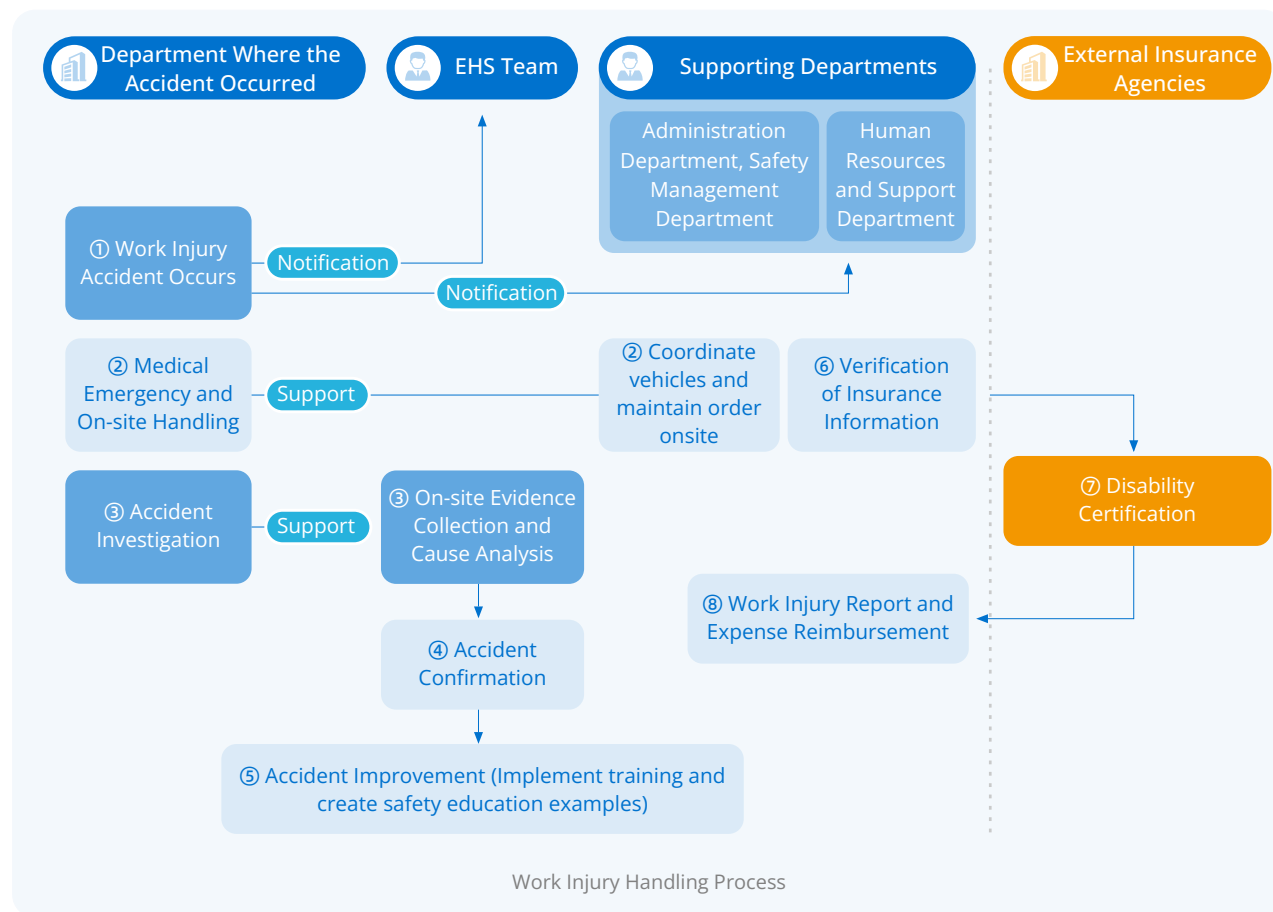 Department Where the
Accident Occurred
EHS Team
Supporting Departments
External Insurance
Agencies
Administration
Department, Safety
Management
Department
Human
Resources
and Support
Department
① Work Injury
Accident Occurs
Notification
Notification
② Medical
Emergency and
On-site Handling
Support
② Coordinate
vehicles and
maintain order
onsite
⑥ Verification
of Insurance
Information
③ Accident
Investigation
Support
③ On-site Evidence
Collection and
Cause Analysis
⑦ Disability
Certification
⑧ Work Injury Report and
Expense Reimbursement
④ Accident
Confirmation
⑤ Accident Improvement (Implement training and
create safety education examples)
Work Injury Handling Process